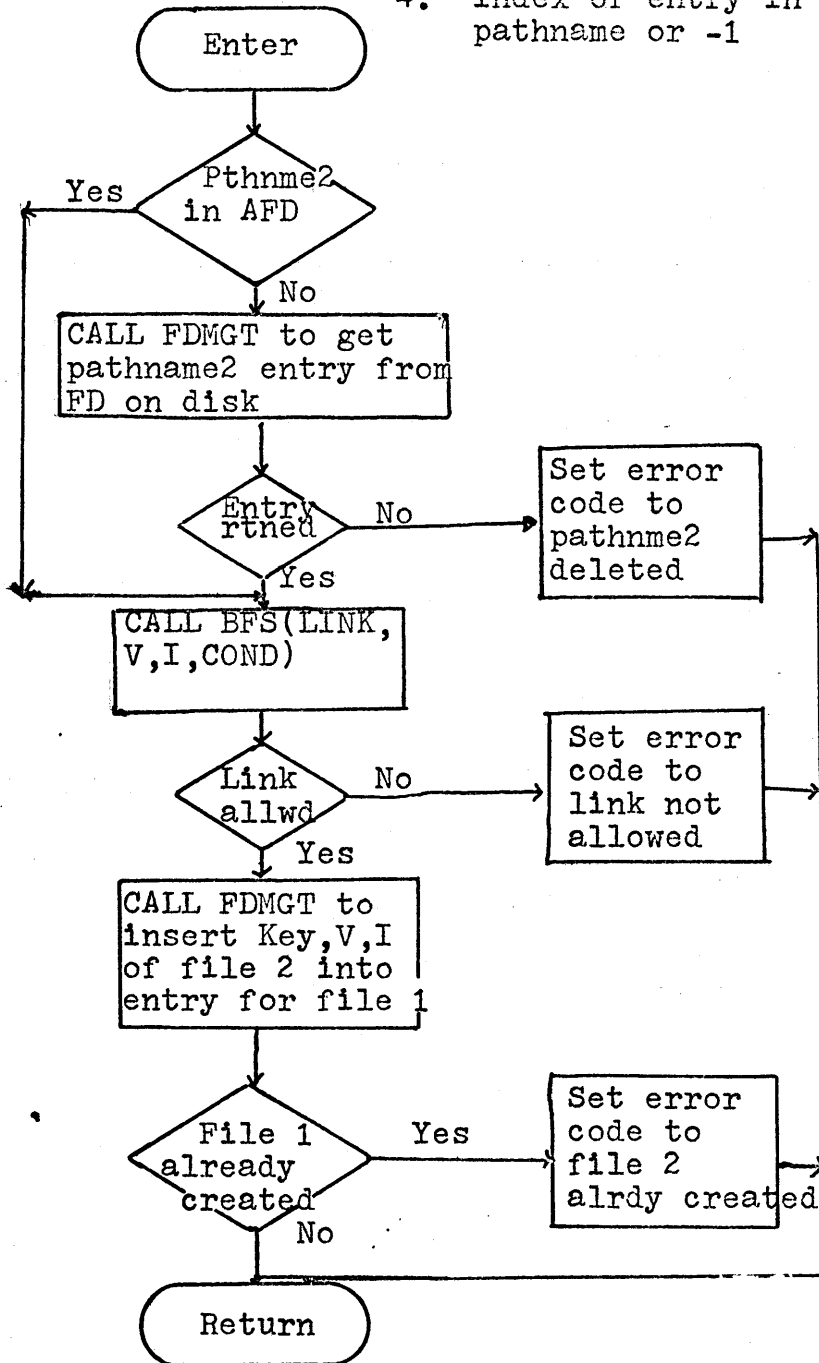 4. Index of entry in
pathname or -1
Enter
Pthnme2
in AFD
Yes
No
CALL FDMGT to get
pathname2 entry from
FD on disk
Entry
rtned
No
Yes
Set error
code to
pathnme2
deleted
CALL BFS(LINK,
V,I,COND)
Link
allwd
No
Yes
Set error
code to
link not
allowed
CALL FDMGT to
insert Key,V,I
of file 2 into
entry for file 1
File 1
already
created
Yes
No
Set error
code to
file 2
alrdy created
Return